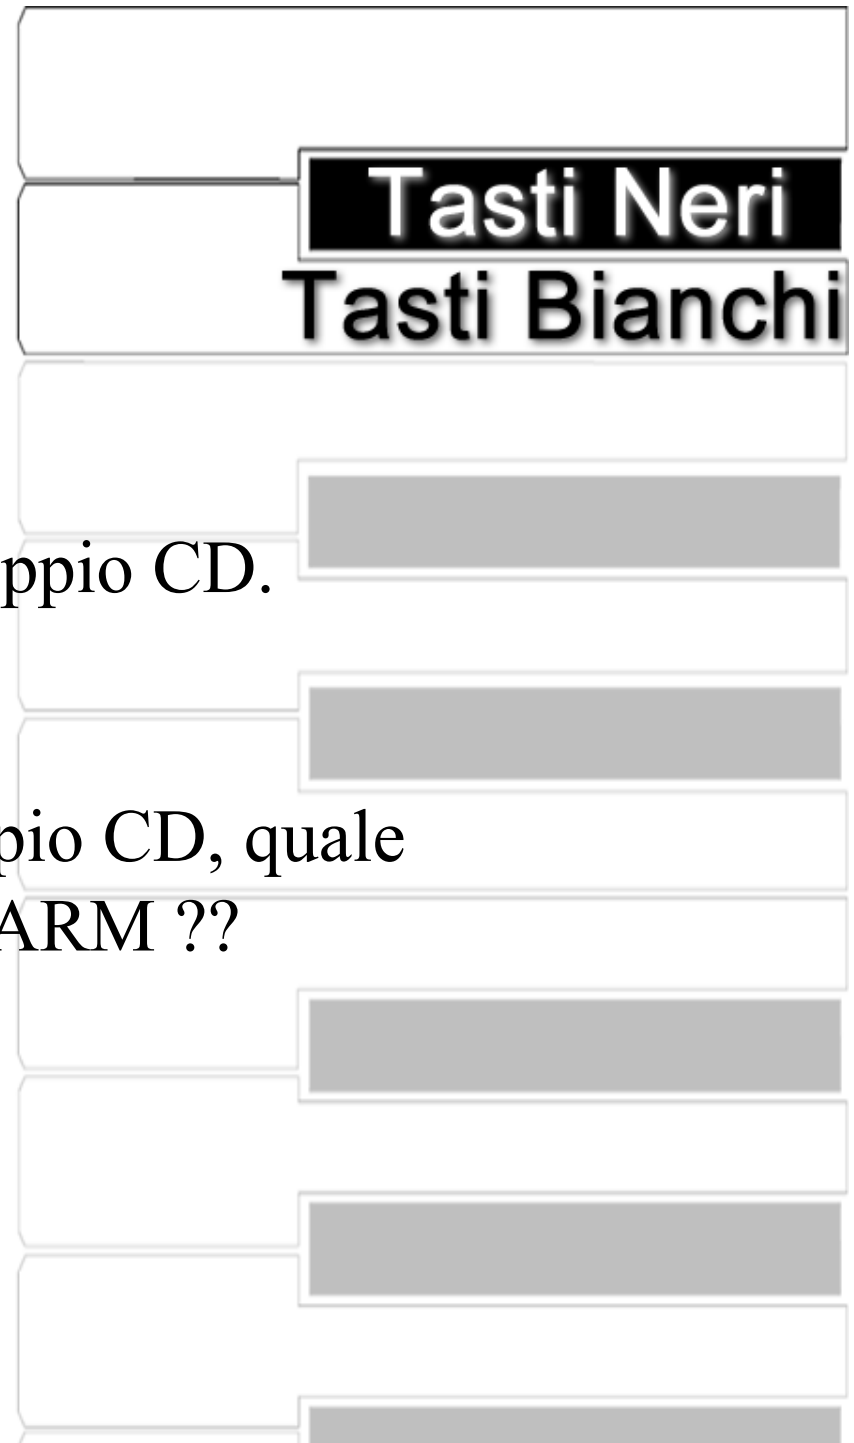 Tasti Neri
Tasti Bianchi
ppio CD.
pio CD, quale
ARM ??